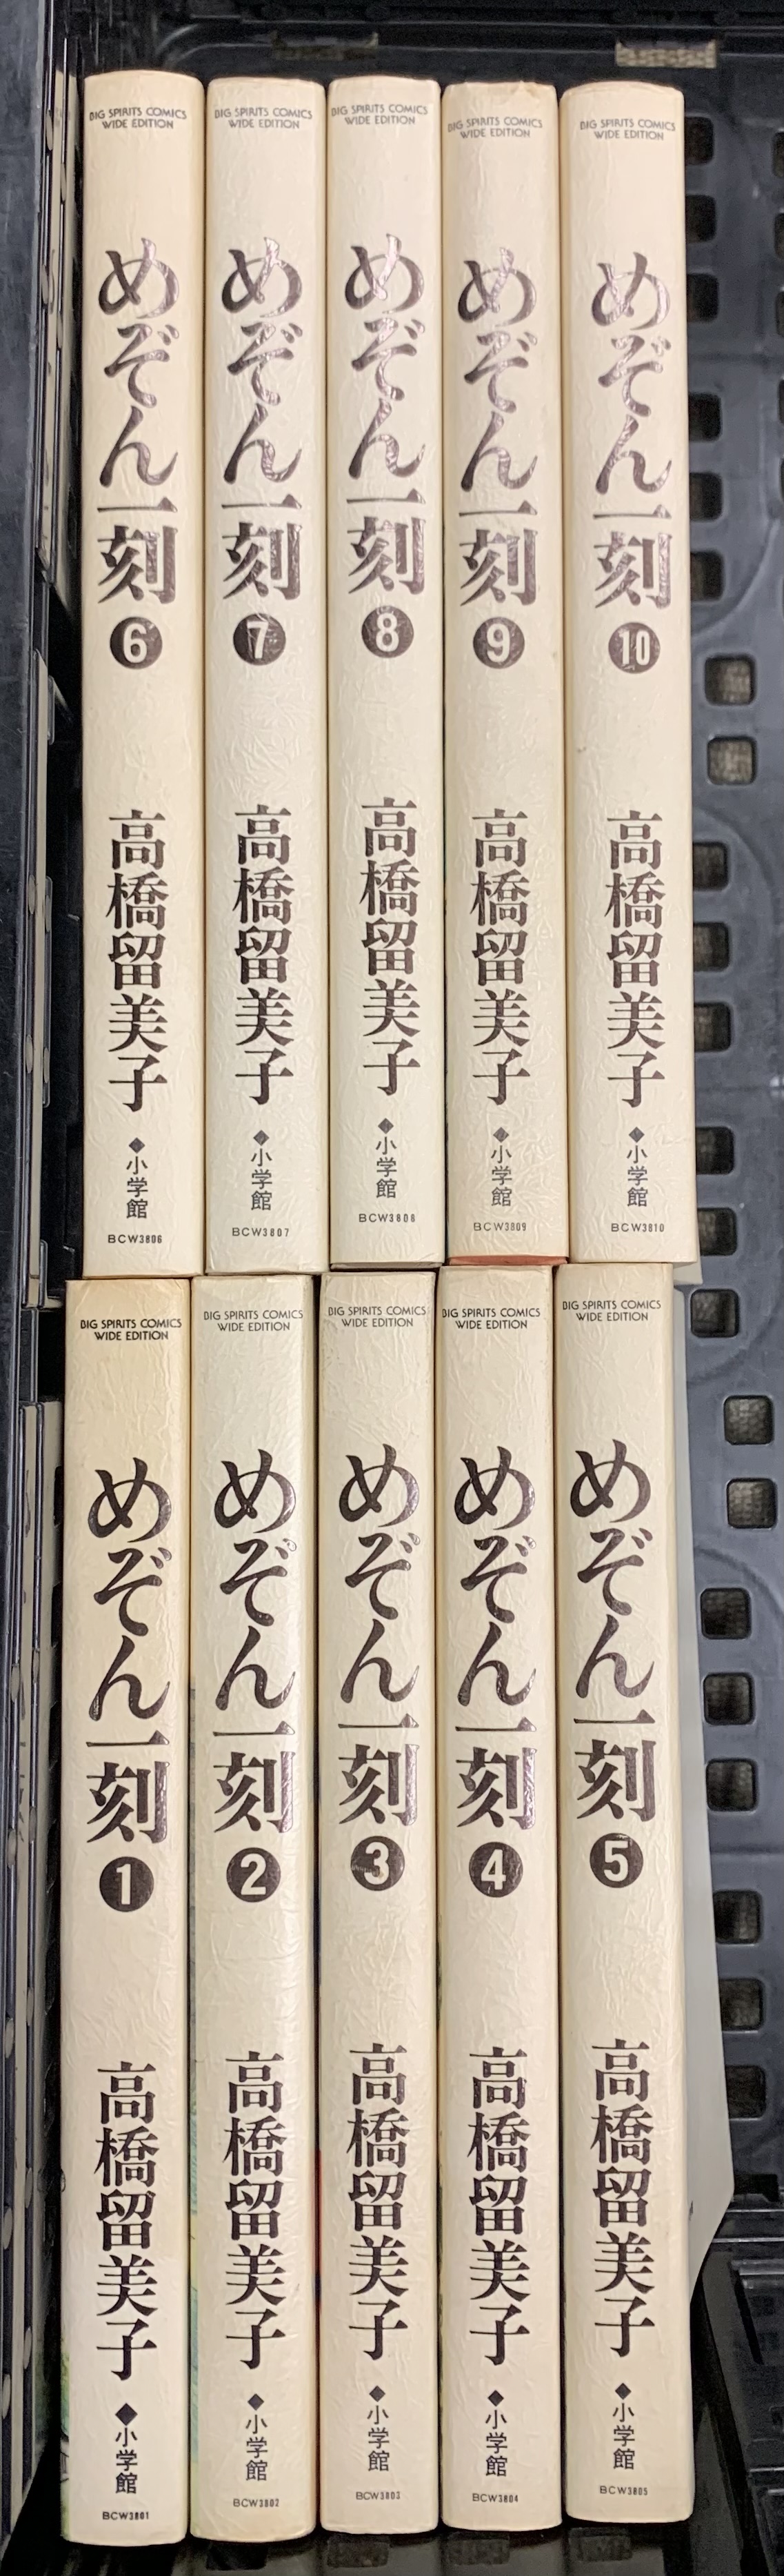 BIG SPIRITS COMICS
WIDE EDITION
めぞん一刻
6
高橋留美子
◆小学館
BCW3806
BIG SPIRITS COMICS
WIDE EDITION
めぞん一刻
7
高橋留美子
◆小学館
BCW3807
BIG SPIRITS COMICS
WIDE EDITION
めぞん一刻
8
高橋留美子
◆小学館
BCW3808
BIG SPIRITS COMICS
WIDE EDITION
めぞん一刻
9
高橋留美子
◆小学館
BCW3809
BIG SPIRITS COMICS
WIDE EDITION
めぞん一刻
10
高橋留美子
◆小学館
BCW3810
BIG SPIRITS COMICS
WIDE EDITION
めぞん一刻
1
高橋留美子
◆小学館
BCW3801
BIG SPIRITS COMICS
WIDE EDITION
めぞん一刻
2
高橋留美子
◆小学館
BCW3802
BIG SPIRITS COMICS
WIDE EDITION
めぞん一刻
3
高橋留美子
◆小学館
BCW3803
BIG SPIRITS COMICS
WIDE EDITION
めぞん一刻
4
高橋留美子
◆小学館
BCW3804
BIG SPIRITS COMICS
WIDE EDITION
めぞん一刻
5
高橋留美子
◆小学館
BCW3805